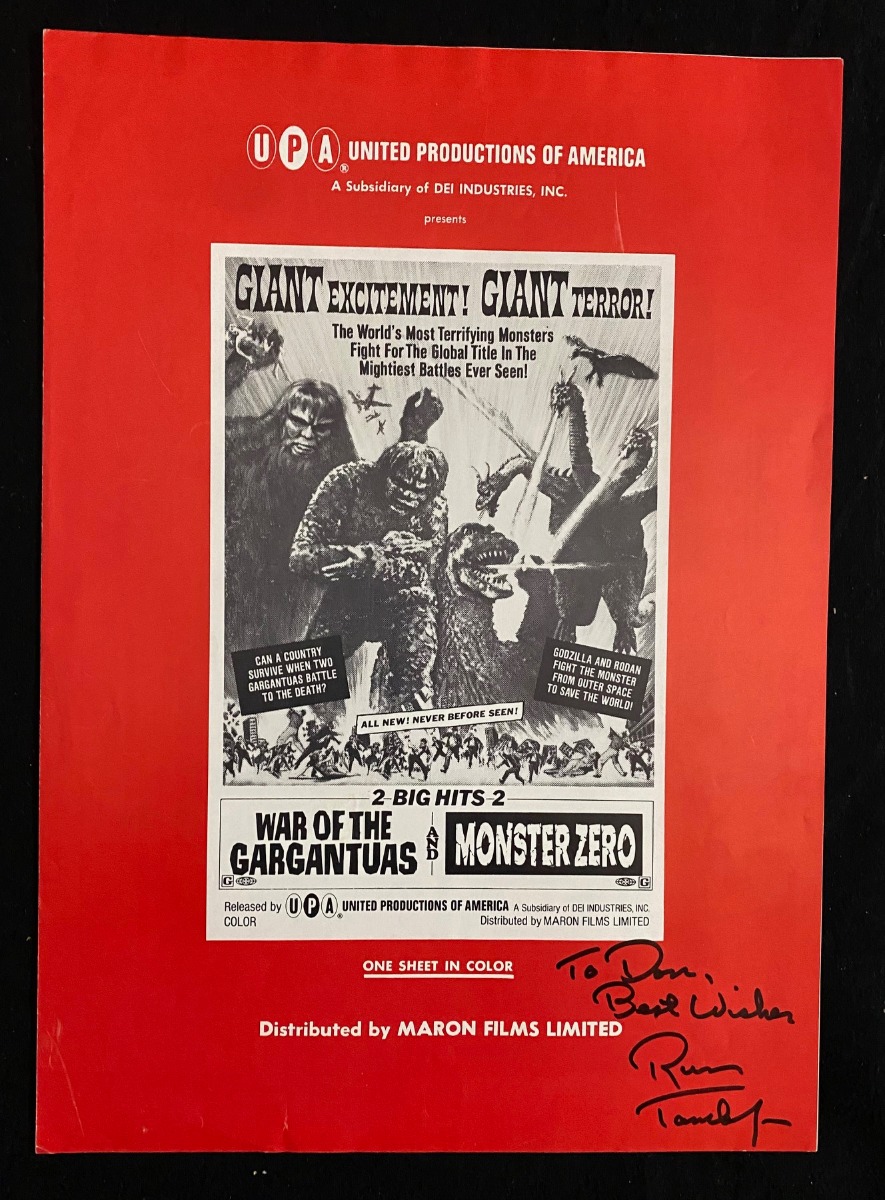 UPA® UNITED PRODUCTIONS OF AMERICA
A Subsidiary of DEI INDUSTRIES, INC.
presents
GIANT EXCITEMENT! GIANT TERROR!
The World's Most Terrifying Monsters
Fight For The Global Title In The
Mightiest Battles Ever Seen!
CAN A COUNTRY
SURVIVE WHEN TWO
GARGANTUAS BATTLE
TO THE DEATH?
GODZILLA AND RODAN
FIGHT THE MONSTER
FROM OUTER SPACE
TO SAVE THE WORLD!
ALL NEW! NEVER BEFORE SEEN!
2-BIG HITS-2
WAR OF THE
GARGANTUAS
AND
MONSTER ZERO
G
G
Released by UPA® UNITED PRODUCTIONS OF AMERICA A Subsidiary of DEI INDUSTRIES, INC.
COLOR Distributed by MARON FILMS LIMITED
ONE SHEET IN COLOR
Distributed by MARON FILMS LIMITED
To Don,
Best Wishes
Russ
Tamblyn